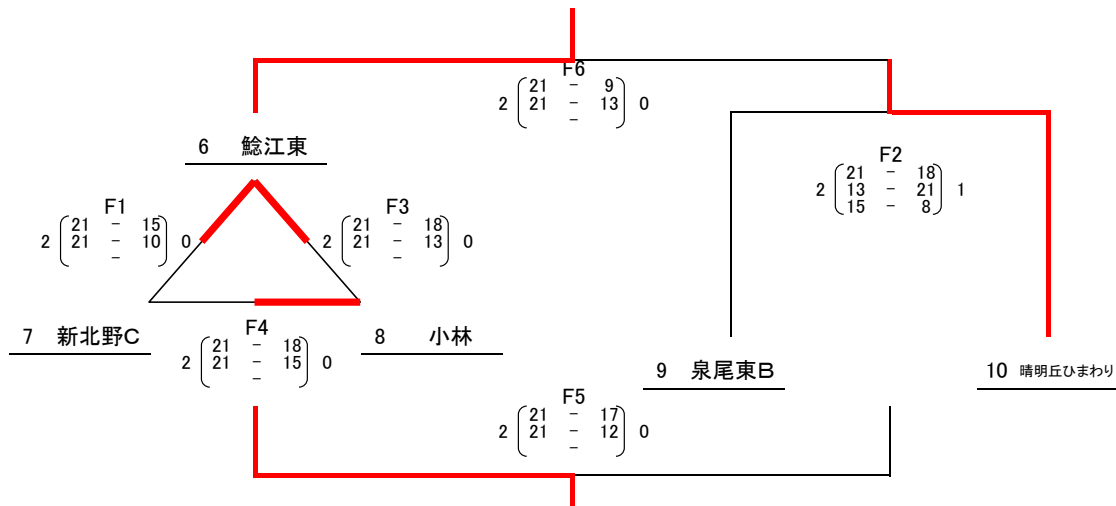 F6
21 - 9
2 21 - 13 0
-
6 鯰江東
F2
21 - 18
2 13 - 21 1
15 - 8
F1
21 - 15
2 21 - 10 0
-
F3
21 - 18
2 21 - 13 0
-
7 新北野C
F4
21 - 18
2 21 - 15 0
-
8 小林
9 泉尾東B
10 晴明丘ひまわり
F5
21 - 17
2 21 - 12 0
-